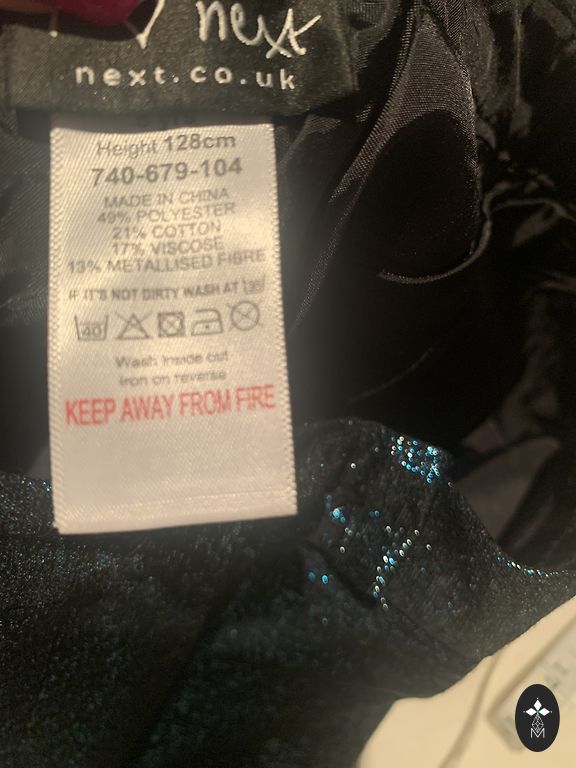 next
next.co.uk
Height 128cm
740-679-104
MADE IN CHINA
49% POLYESTER
21% COTTON
17% VISCOSE
13% METALLISED FIBRE
IF IT'S NOT DIRTY WASH AT 30
40
Wash inside out
Iron on reverse
KEEP AWAY FROM FIRE
M